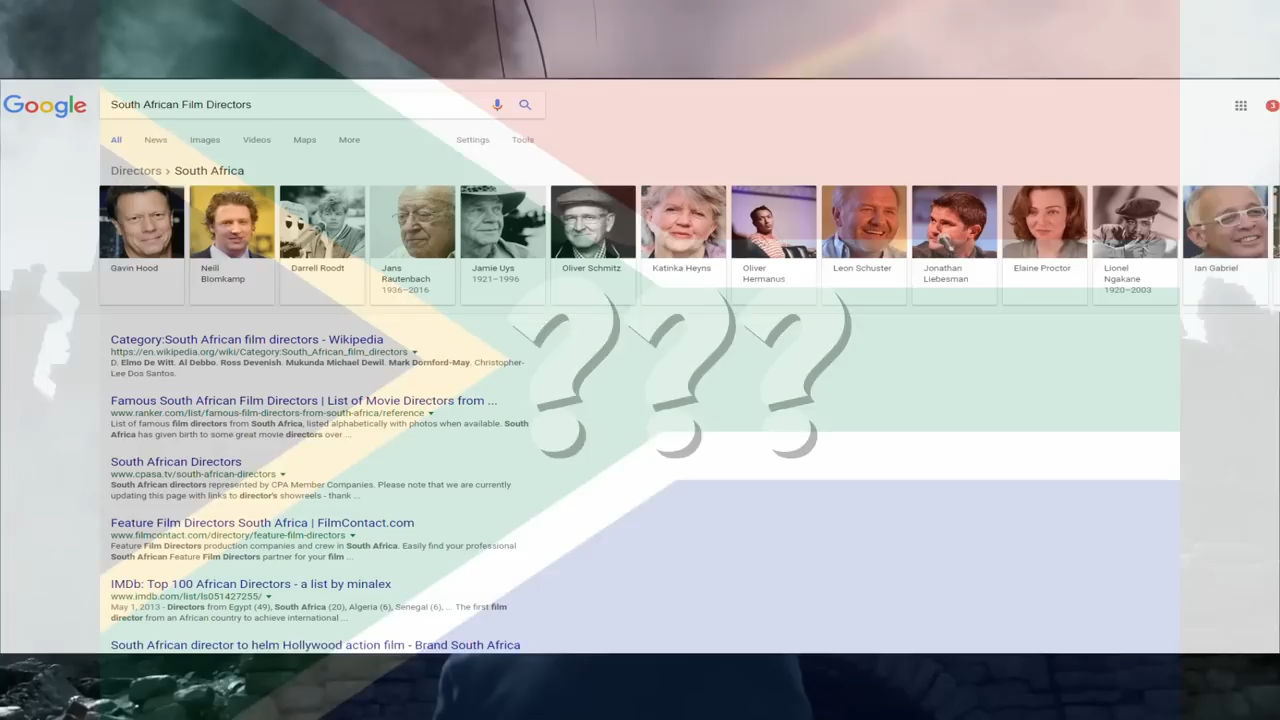 Google
South African Film Directors
3
All News Images Videos Maps More Settings Tools
Directors › South Africa
Gavin Hood
Neill
Blomkamp
Darrell Roodt
Jans
Rautenbach
1936–2016
Jamie Uys
1921–1996
Oliver Schmitz
Katinka Heyns
Oliver
Hermanus
Leon Schuster
Jonathan
Liebesman
Elaine Proctor
Lionel
Ngakane
1920–2003
Ian Gabriel
???
Category:South African film directors - Wikipedia
https://en.wikipedia.org/wiki/Category:South_African_film_directors
D. Elmo De Witt. Al Debbo. Ross Devenish. Mukunda Michael Dewil. Mark Dornford-May. Christopher-
Lee Dos Santos.
Famous South African Film Directors | List of Movie Directors from ...
www.ranker.com/list/famous-film-directors-from-south-africa/reference
List of famous film directors from South Africa, listed alphabetically with photos when available. South
Africa has given birth to some great movie directors over ...
South African Directors
www.cpasa.tv/south-african-directors
South African directors represented by CPA Member Companies. Please note that we are currently
updating this page with links to director's showreels - thank ...
Feature Film Directors South Africa | FilmContact.com
www.filmcontact.com/directory/feature-film-directors
Feature Film Directors production companies and crew in South Africa. Easily find your professional
South African Feature Film Directors partner for your film ...
IMDb: Top 100 African Directors - a list by minalex
www.imdb.com/list/ls051427255/
May 1, 2013 - Directors from Egypt (49), South Africa (20), Algeria (6), Senegal (6), ... The first film
director from an African country to achieve international ...
South African director to helm Hollywood action film - Brand South Africa